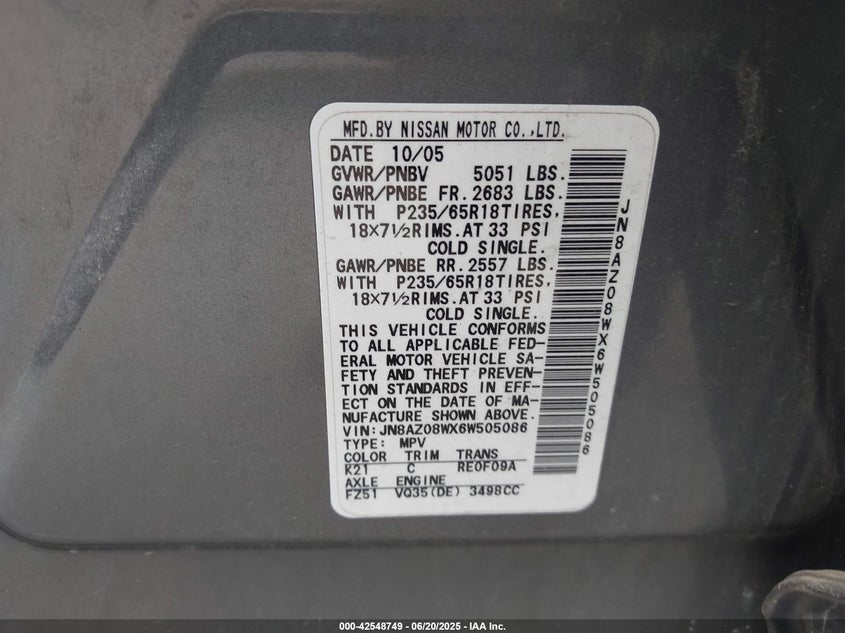 MFD.BY NISSAN MOTOR CO.,LTD.
DATE 10/05
GVWR/PNBV 5051 LBS.
GAWR/PNBE FR.2683 LBS.
WITH P235/65R18TIRES,
18×7½RIMS.AT 33 PSI
COLD SINGLE.
GAWR/PNBE RR.2557 LBS.
WITH P235/65R18TIRES,
18×7½RIMS.AT 33 PSI
COLD SINGLE.
THIS VEHICLE CONFORMS
TO ALL APPLICABLE FED-
ERAL MOTOR VEHICLE SA-
FETY AND THEFT PREVEN-
TION STANDARDS IN EFF-
ECT ON THE DATE OF MA-
NUFACTURE SHOWN ABOVE.
VIN:JN8AZ08WX6W505086
TYPE: MPV
COLOR TRIM TRANS
K21 C RE0F09A
AXLE ENGINE
FZ51 VQ35(DE) 3498CC
JN8AZ08WX6W505086
000-42548749 - 06/20/2025 - IAA Inc.